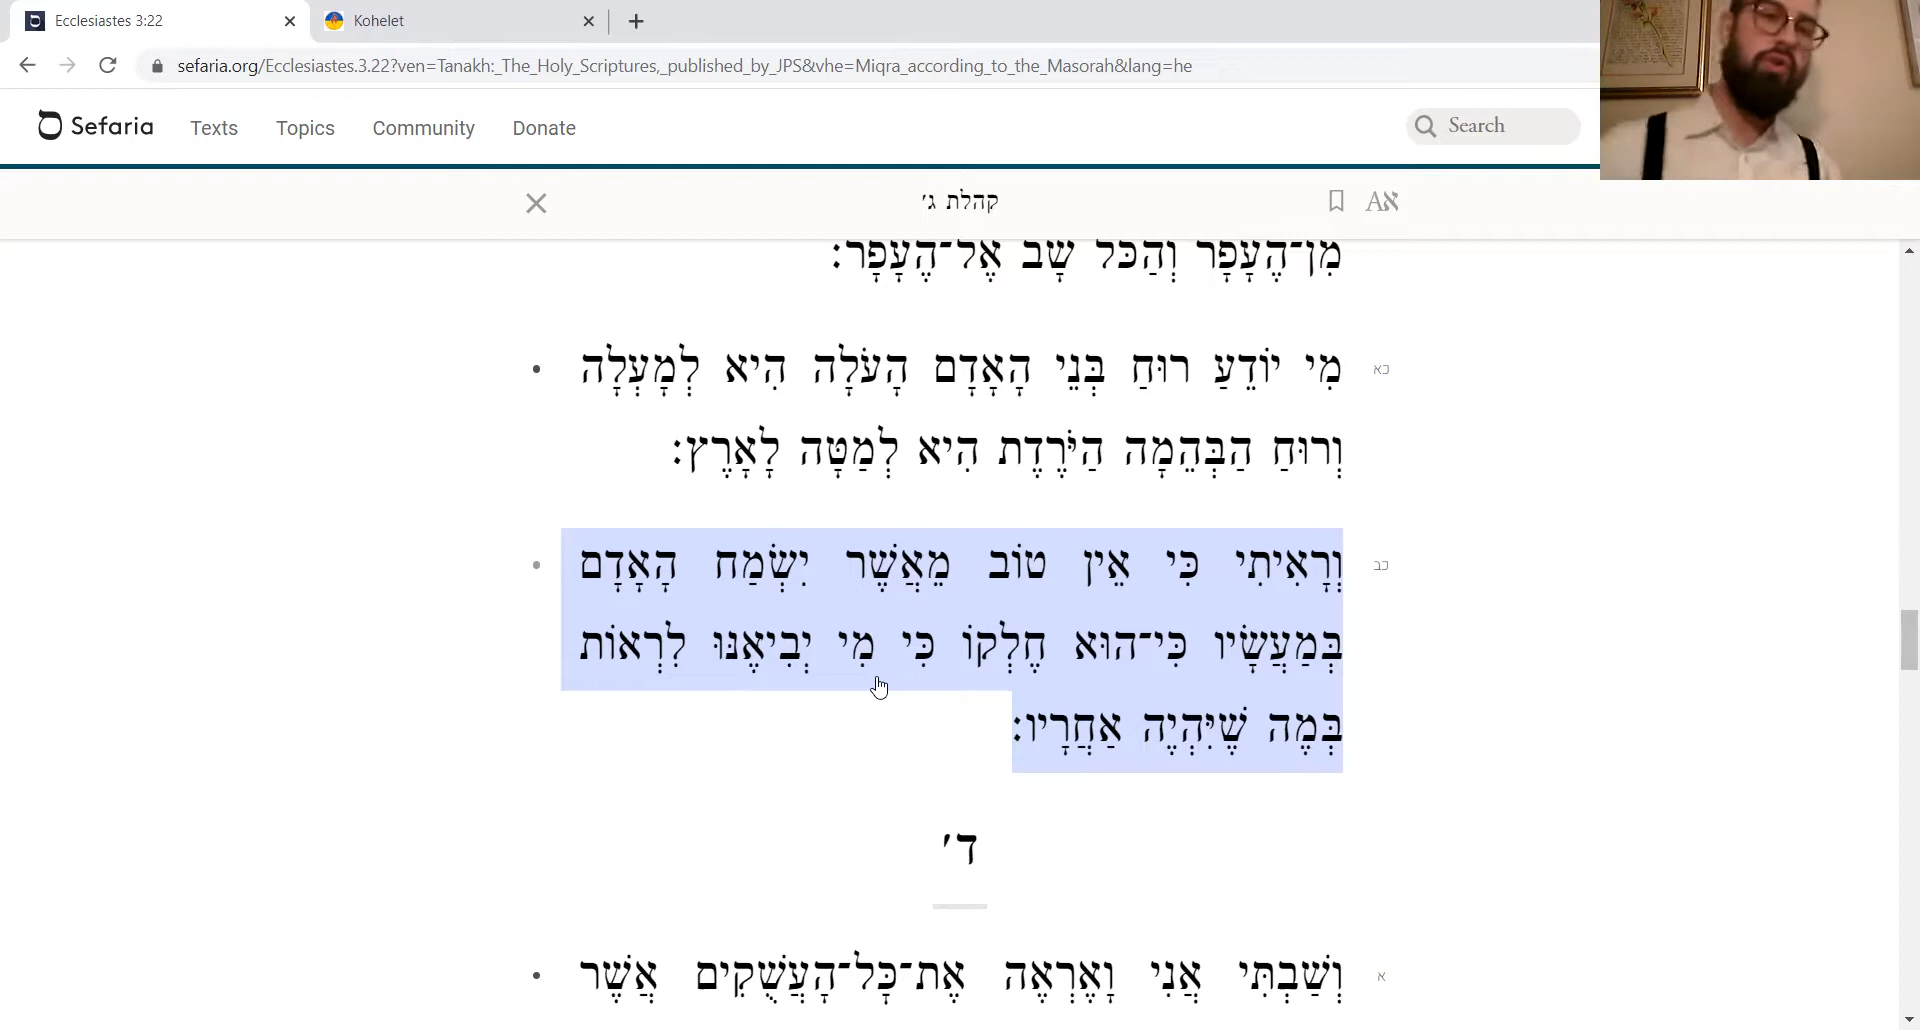 Ecclesiastes 3:22
Kohelet
sefaria.org/Ecclesiastes.3.22?ven=Tanakh:_The_Holy_Scriptures,_published_by_JPS&vhe=Miqra_according_to_the_Masorah&lang=he
Sefaria Texts Topics Community Donate Search
קהלת ג׳ Aא
מִן־הֶעָפָר וְהַכֹּל שָׁב אֶל־הֶעָפָר׃
כא מִי יוֹדֵעַ רוּחַ בְּנֵי הָאָדָם הָעֹלָה הִיא לְמָעְלָה
וְרוּחַ הַבְּהֵמָה הַיֹּרֶדֶת הִיא לְמַטָּה לָאָרֶץ׃
כב וְרָאִיתִי כִּי אֵין טוֹב מֵאֲשֶׁר יִשְׂמַח הָאָדָם
בְּמַעֲשָׂיו כִּי־הוּא חֶלְקוֹ כִּי מִי יְבִיאֶנּוּ לִרְאוֹת
בְּמֶה שֶׁיִּהְיֶה אַחֲרָיו׃
ד׳
א וְשַׁבְתִּי אֲנִי וָאֶרְאֶה אֶת־כׇּל־הָעֲשֻׁקִים אֲשֶׁר